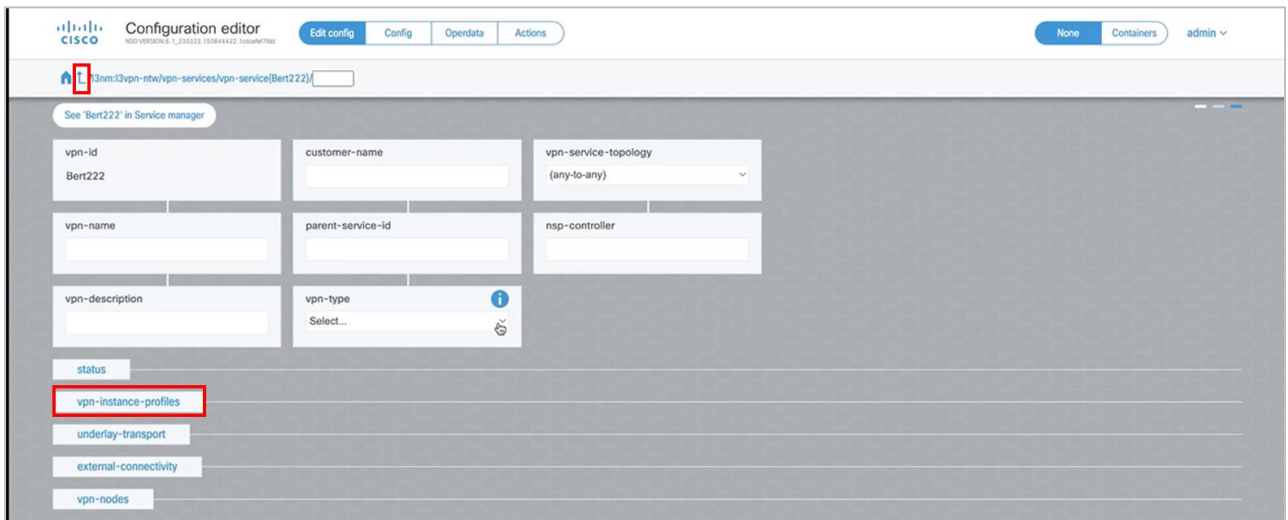 CISCO
Configuration editor
Edit config
Config
Operdata
Actions
None
Containers
admin
l3nm:l3vpn-ntw/vpn-services/vpn-service{Bert222}/
See 'Bert222' in Service manager
vpn-id
Bert222
customer-name
vpn-service-topology
(any-to-any)
vpn-name
parent-service-id
nsp-controller
vpn-description
vpn-type
Select...
status
vpn-instance-profiles
underlay-transport
external-connectivity
vpn-nodes